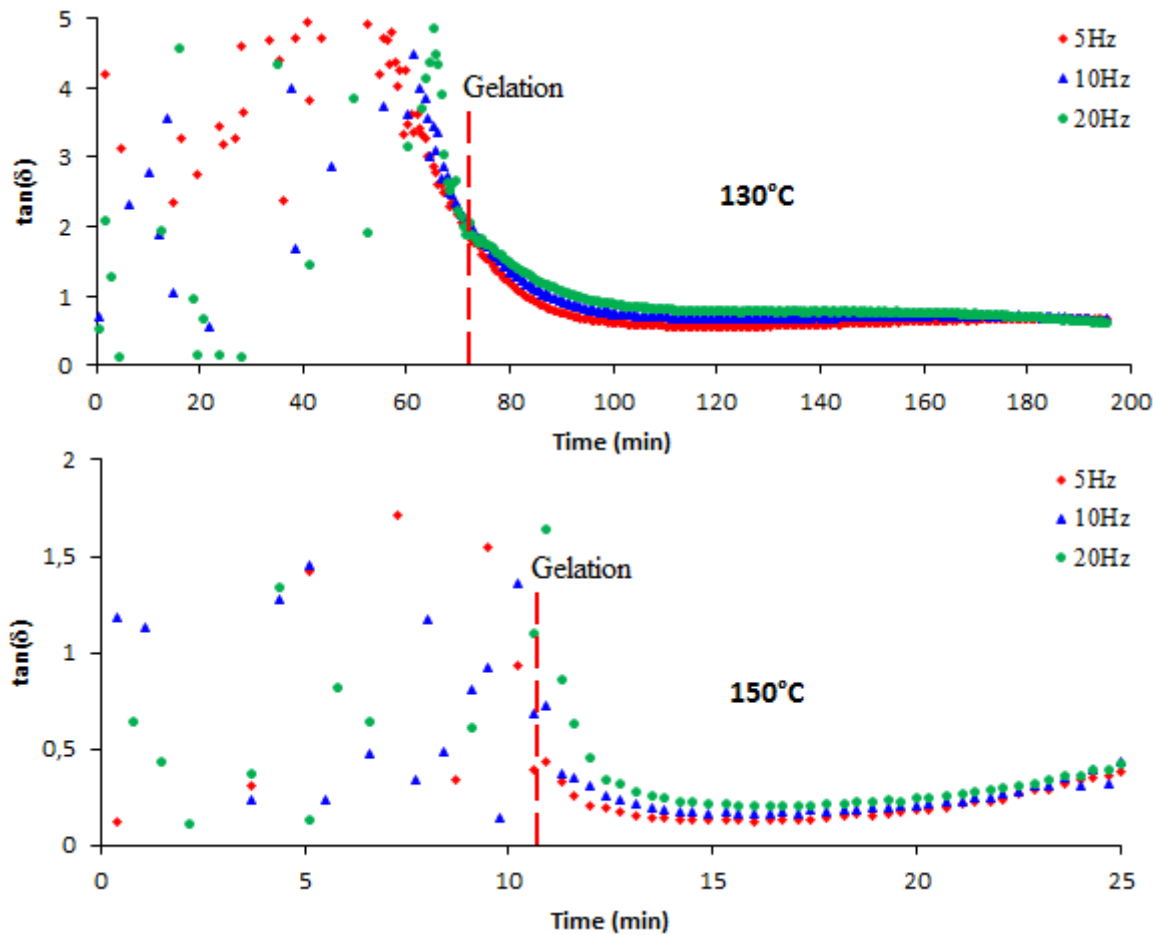 5
4
3
2
1
0
tan(δ)
Gelation
130°C
5Hz
10Hz
20Hz
0 20 40 60 80 100 120 140 160 180 200
Time (min)
2
1,5
1
0,5
0
tan(δ)
Gelation
150°C
5Hz
10Hz
20Hz
0 5 10 15 20 25
Time (min)